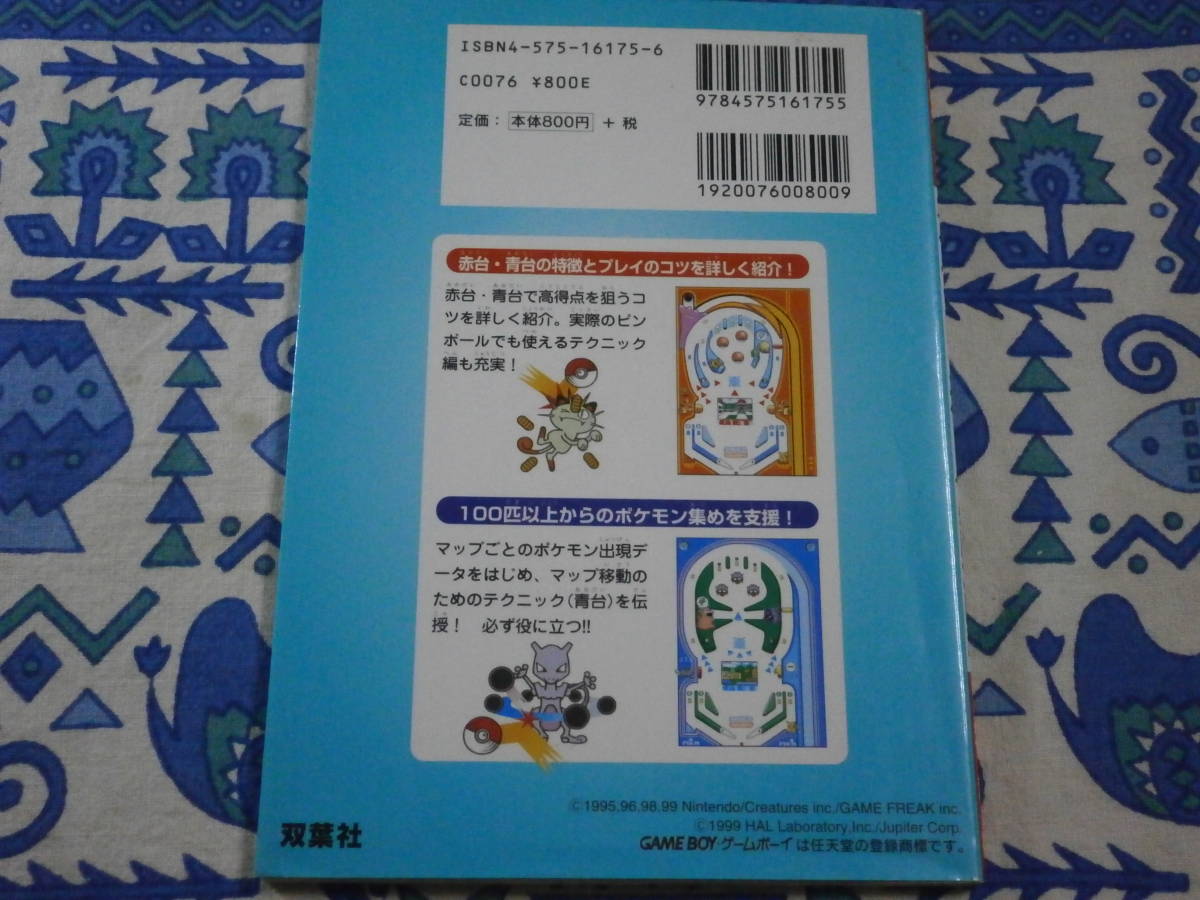 ISBN4-575-16175-6
C0076 ¥800E
定価： 本体800円 ＋ 税
9784575161755
1920076008009
赤台・青台の特徴とプレイのコツを詳しく紹介！
赤台・青台で高得点を狙うコ
ツを詳しく紹介。実際のピン
ボールでも使えるテクニック
編も充実！
100匹以上からのポケモン集めを支援！
マップごとのポケモン出現デ
ータをはじめ、マップ移動の
ためのテクニック（青台）を伝
授！ 必ず役に立つ!!
©1995,96,98,99 Nintendo/Creatures inc./GAME FREAK inc.
©1999 HAL Laboratory,Inc./Jupiter Corp.
GAME BOY・ゲームボーイ は任天堂の登録商標です。
双葉社